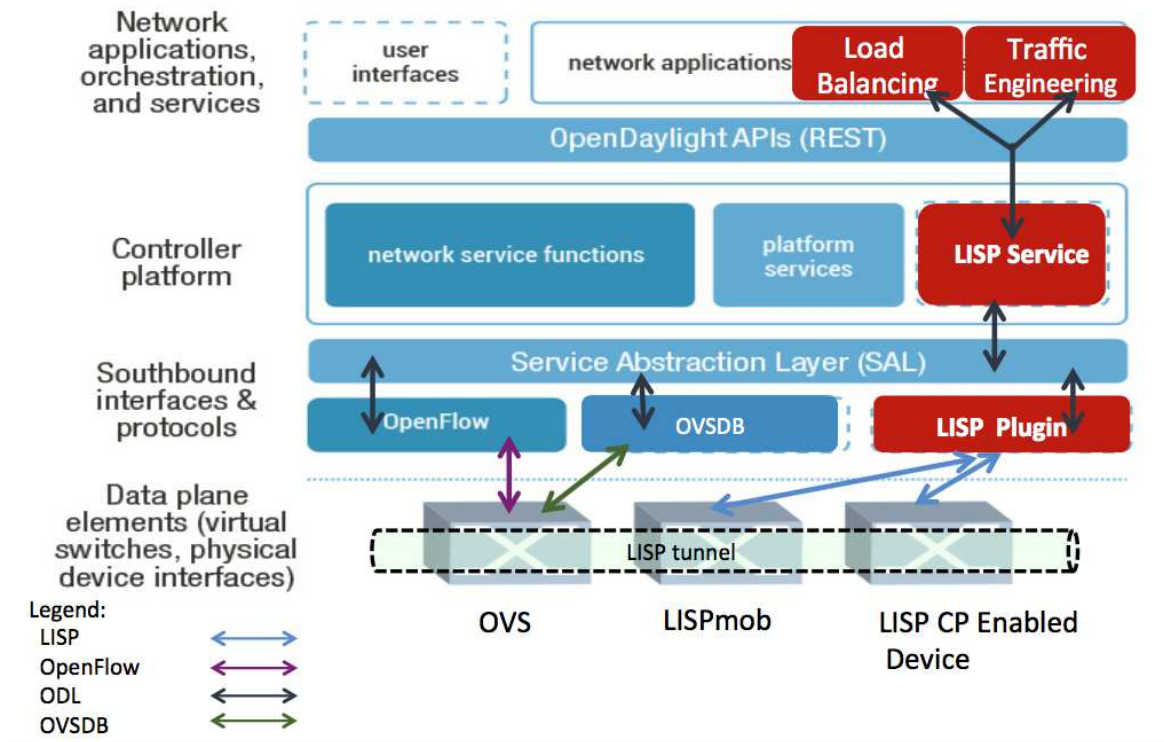 Network
applications,
orchestration,
and services
user
interfaces
network applications
Load
Balancing
Traffic
Engineering
OpenDaylight APIs (REST)
Controller
platform
network service functions
platform
services
LISP Service
Southbound
interfaces &
protocols
Service Abstraction Layer (SAL)
OpenFlow
OVSDB
LISP Plugin
Data plane
elements (virtual
switches, physical
device interfaces)
LISP tunnel
OVS
LISPmob
LISP CP Enabled
Device
Legend:
LISP
OpenFlow
ODL
OVSDB